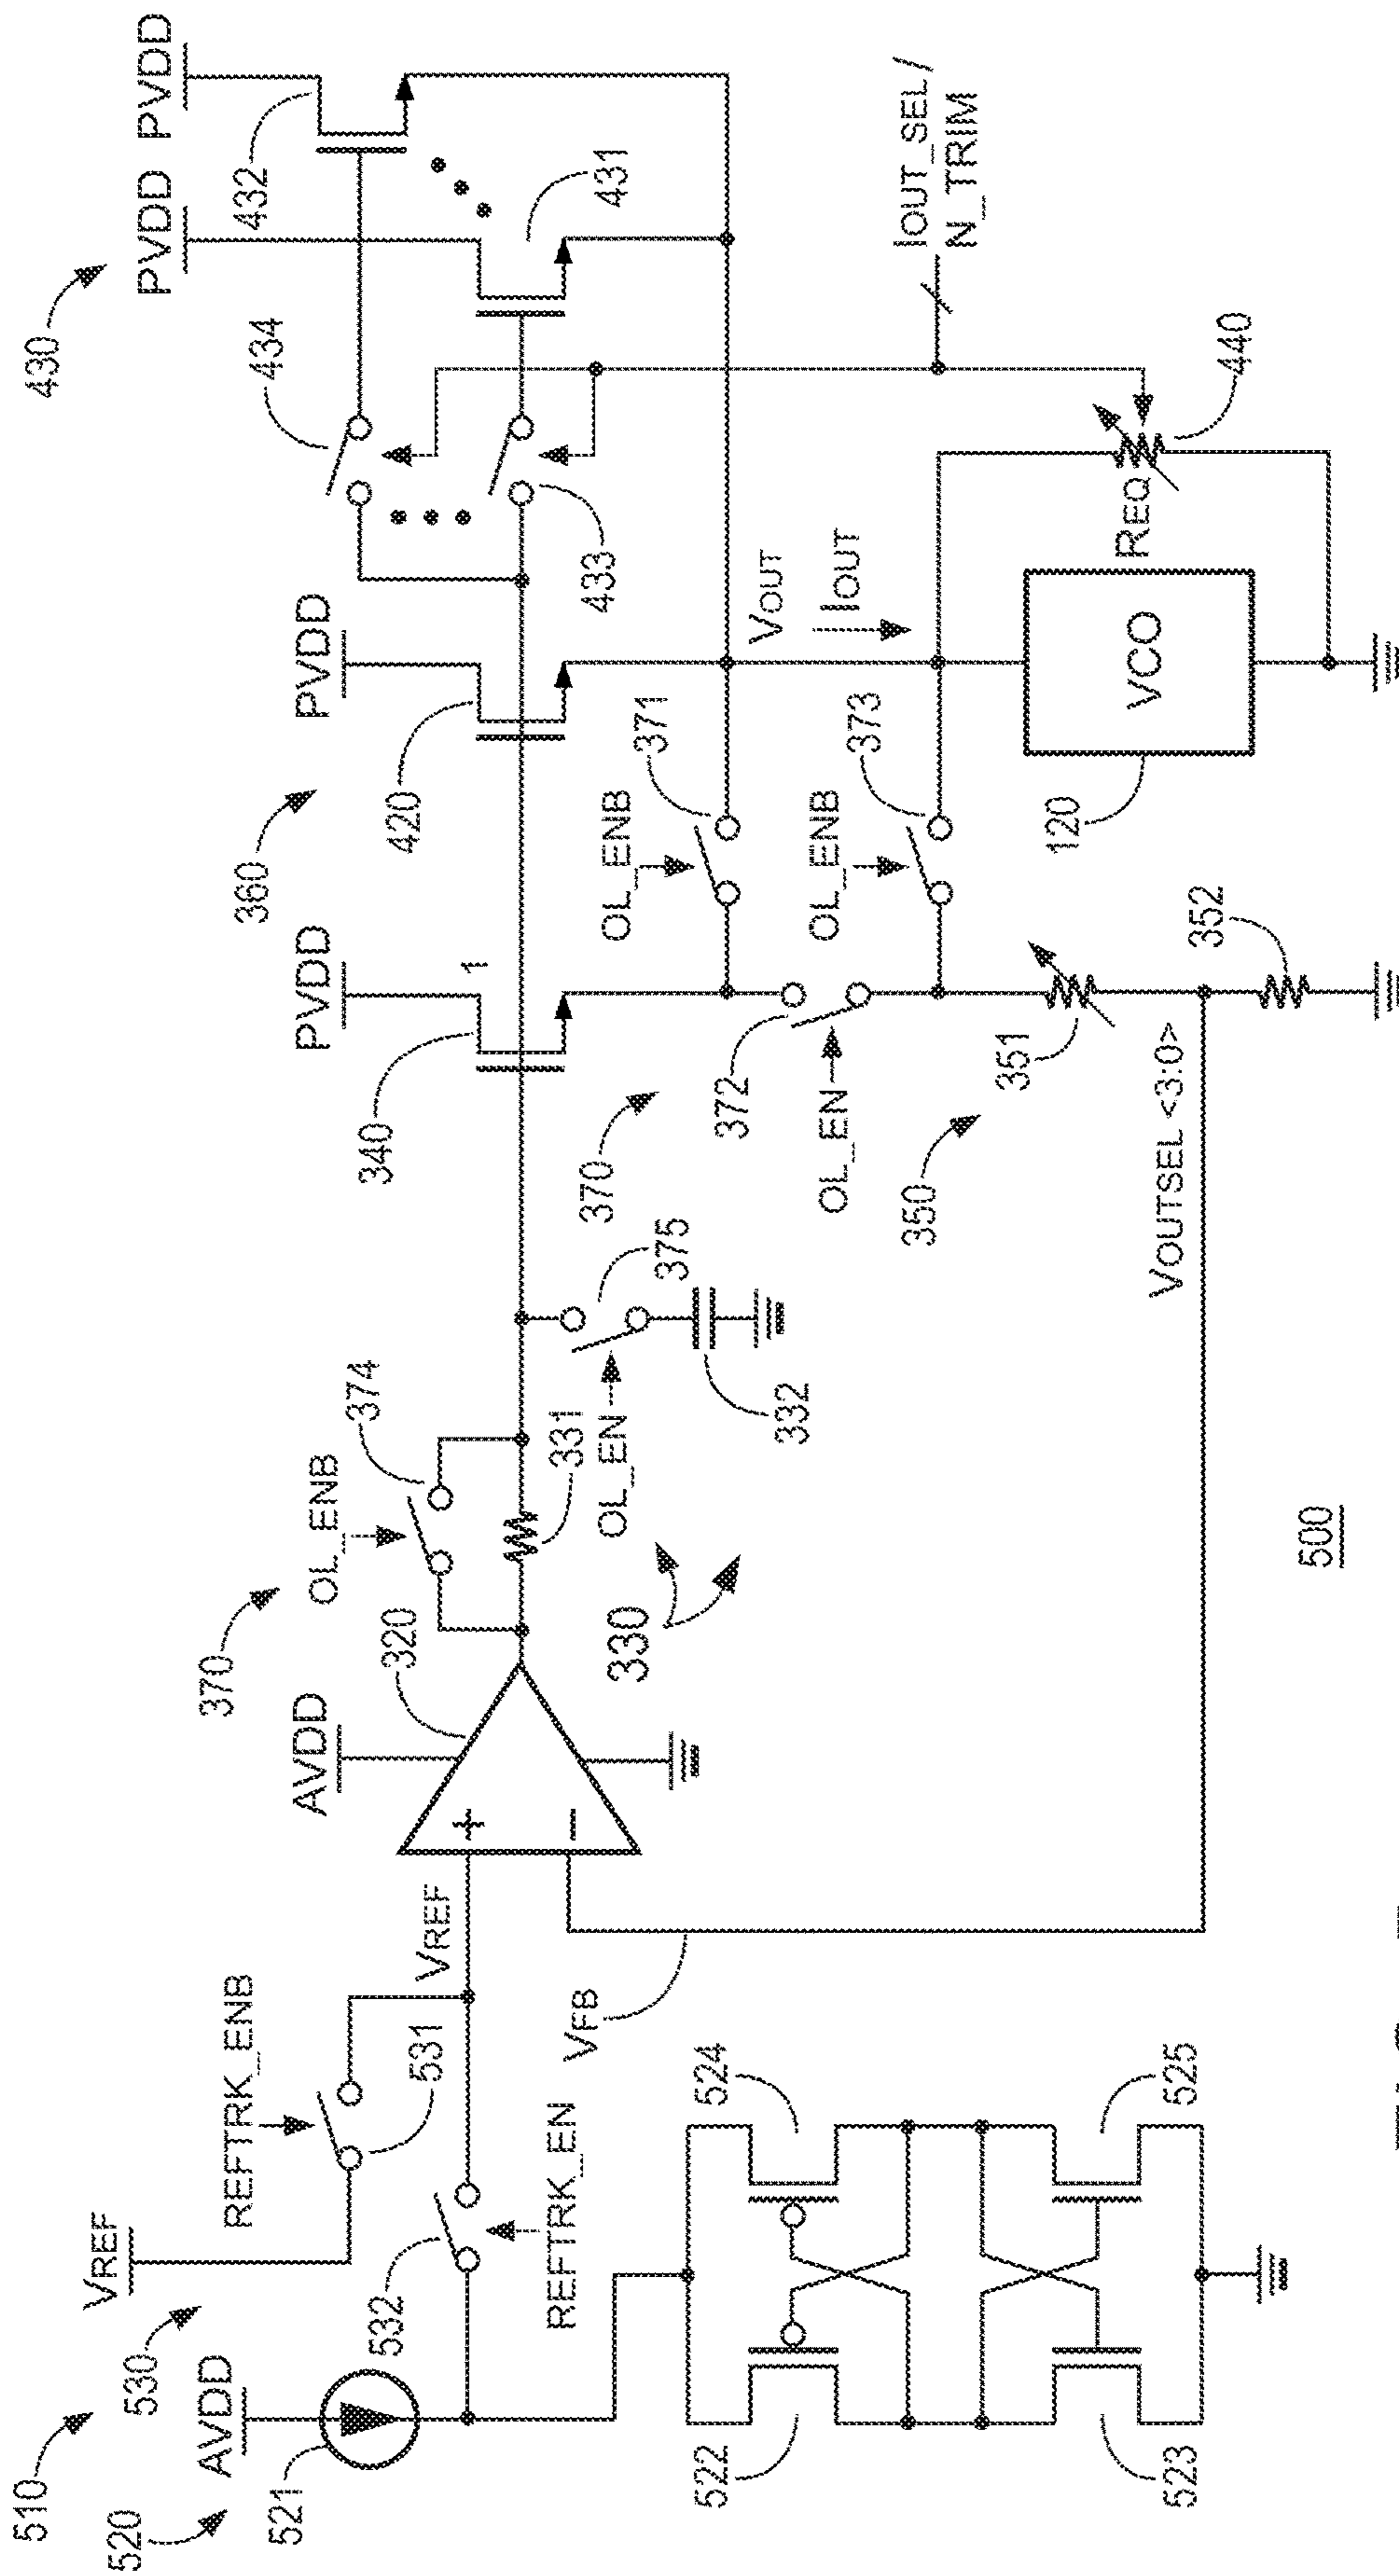 510
520
530
AVDD
521
VREF
REFTRK_ENB
531
532
REFTRK_EN
VREF
VFB
522
523
524
525
370
AVDD
320
OL_ENB
374
330
331
OL_EN
375
332
340
PVDD
1
360
PVDD
420
370
372
OL_EN
OL_ENB
371
OL_ENB
373
350
351
352
VOUTSEL <3:0>
VOUT
IOUT
VCO
120
REQ
440
430
434
433
PVDD
PVDD
432
431
IOUT_SEL /
N_TRIM
500